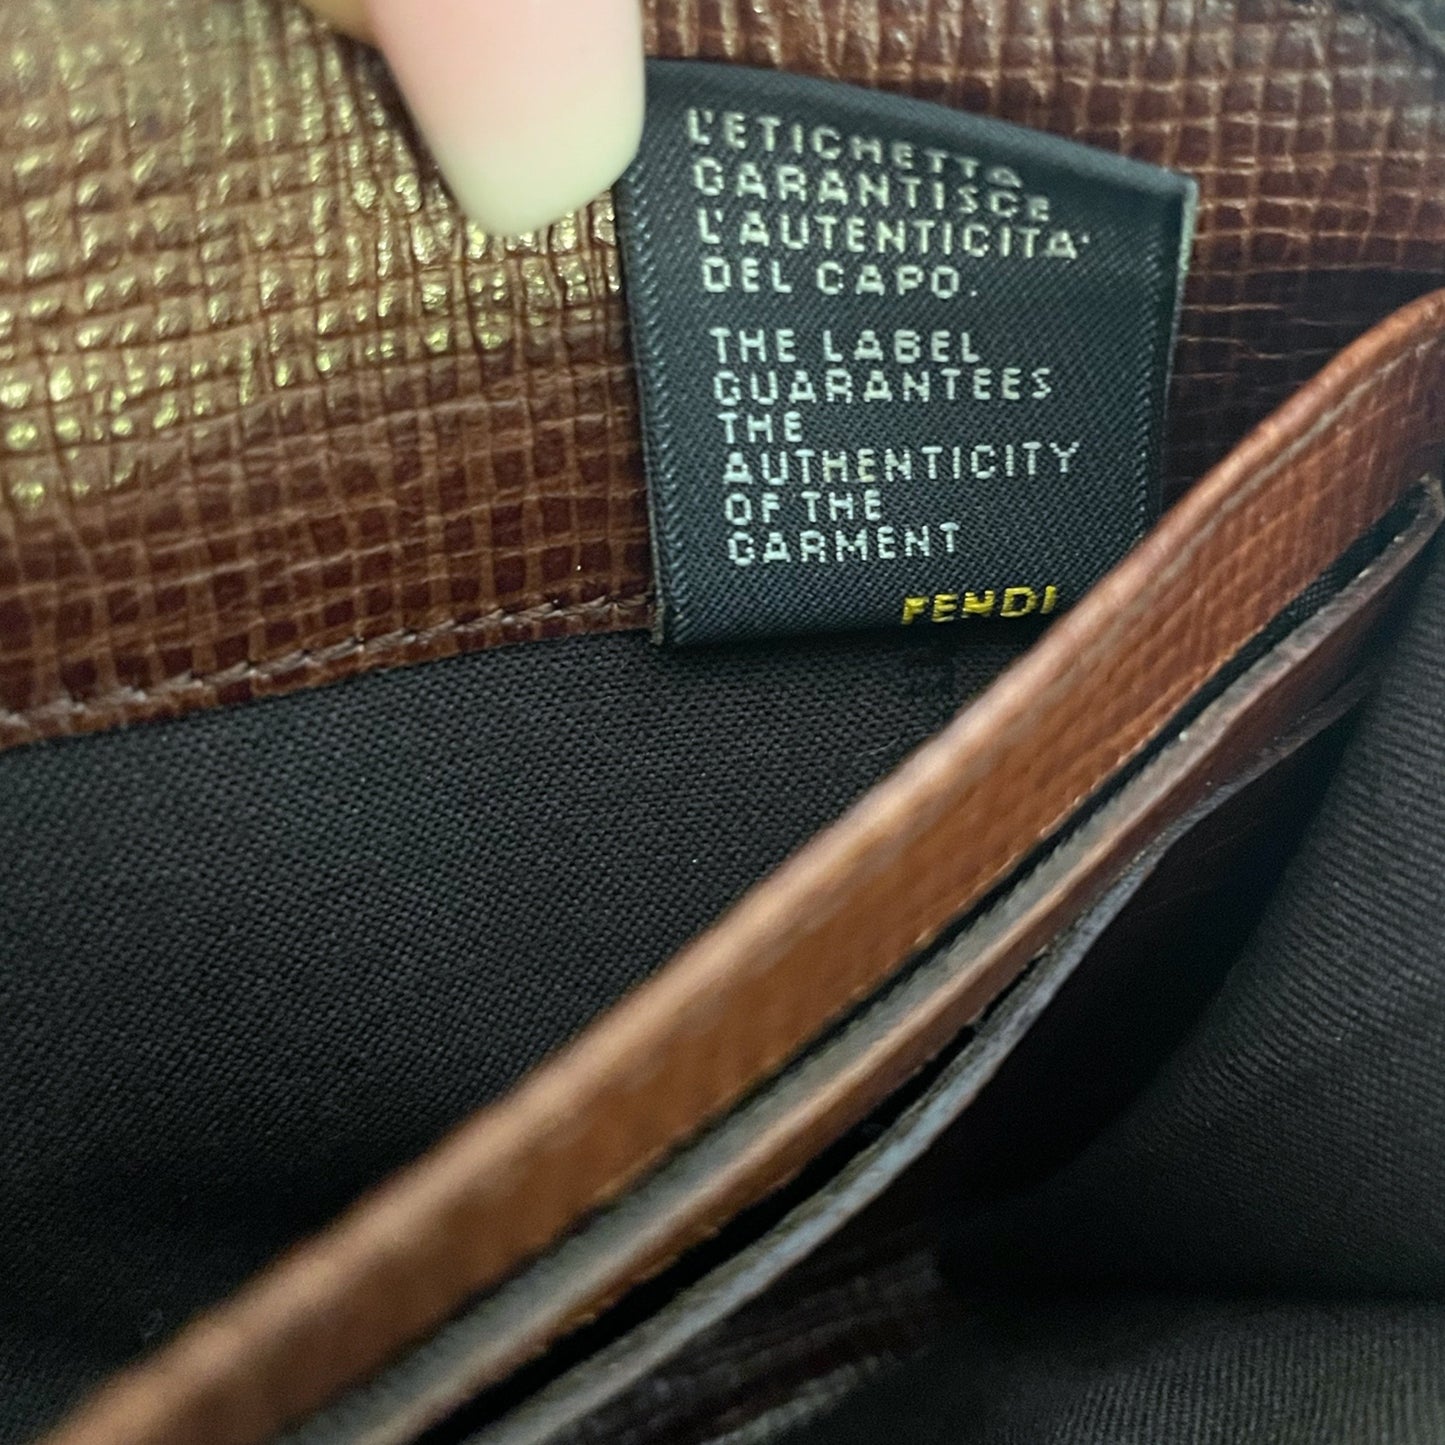 L'ETICHETTA
GARANTISCE
L'AUTENTICITA'
DEL CAPO.
THE LABEL
GUARANTEES
THE
AUTHENTICITY
OF THE
GARMENT
FENDI